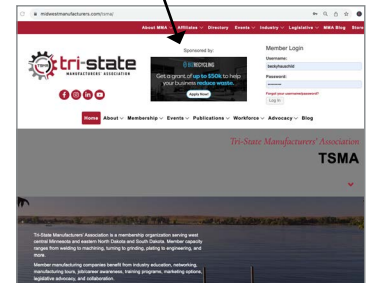 midwestmanufacturers.com/tsma/
About MMA Affiliates Directory Events Industry Legislative MMA Blog Store
Sponsored by:
BIZRECYCLING
Get a grant of up to $50k to help
your business reduce waste.
Apply Now!
TSMA
tri-state
MANUFACTURERS' ASSOCIATION
Member Login
Username:
beckyhauschild
Password:
Forgot your username/password?
Log In
Home About Membership Events Publications Workforce Advocacy Blog
Tri-State Manufacturers' Association
TSMA
Tri-State Manufacturers' Association is a membership organization serving west
central Minnesota and eastern North Dakota and South Dakota. Member capacity
ranges from welding to machining, turning to grinding, plating to engineering, and
more.
Member manufacturing companies benefit from industry education, networking,
manufacturing tours, job/career awareness, training programs, marketing options,
legislative advocacy, and collaboration.